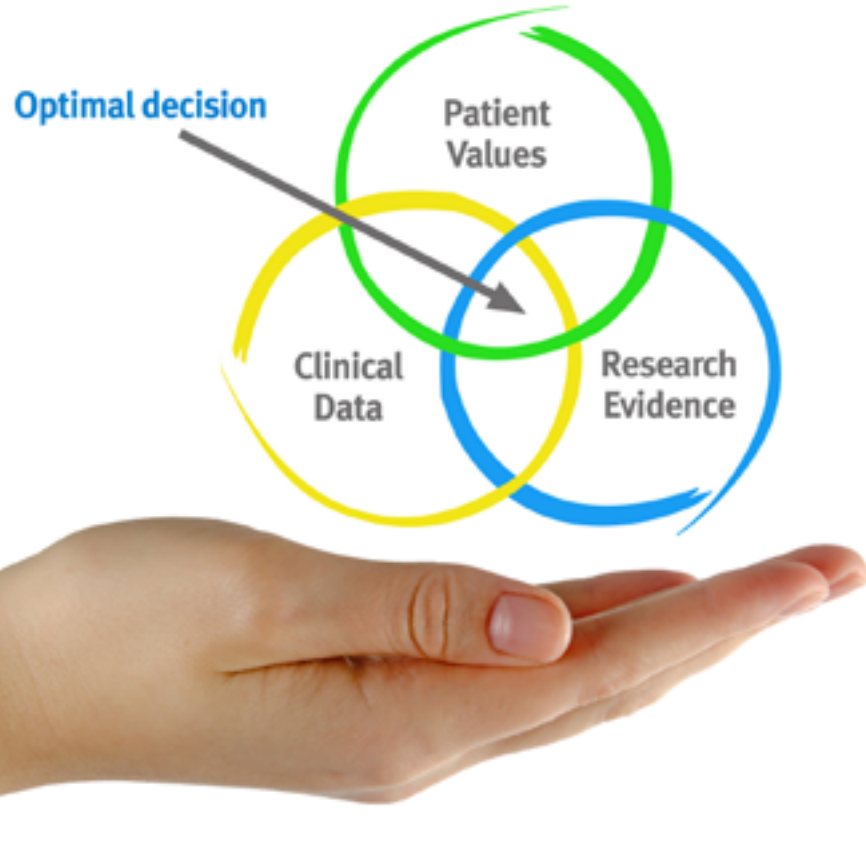 Optimal decision
Patient
Values
Clinical
Data
Research
Evidence